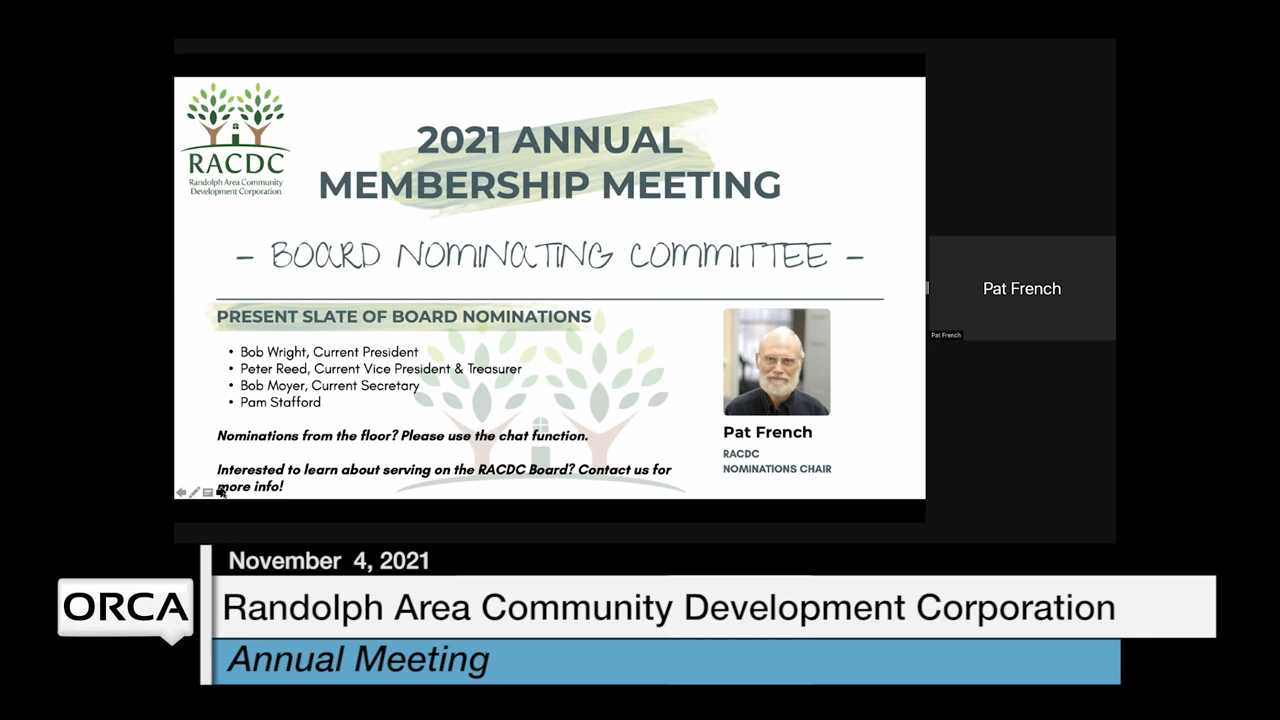 RACDC
Randolph Area Community
Development Corporation
2021 ANNUAL
MEMBERSHIP MEETING
- BOARD NOMINATING COMMITTEE -
PRESENT SLATE OF BOARD NOMINATIONS
• Bob Wright, Current President
• Peter Reed, Current Vice President & Treasurer
• Bob Moyer, Current Secretary
• Pam Stafford
Nominations from the floor? Please use the chat function.
Interested to learn about serving on the RACDC Board? Contact us for
more info!
Pat French
RACDC
NOMINATIONS CHAIR
Pat French
Pat French
November 4, 2021
ORCA
Randolph Area Community Development Corporation
Annual Meeting